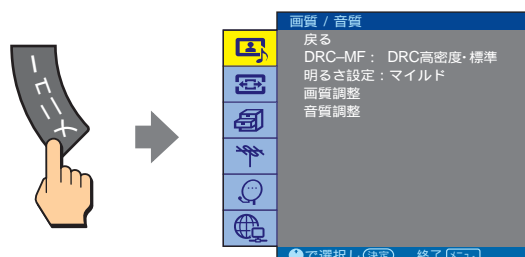 メニュー
画質 / 音質
戻る
DRC–MF： DRC高密度･標準
明るさ設定：マイルド
画質調整
音質調整
で選択し 決定 終了 メニュー